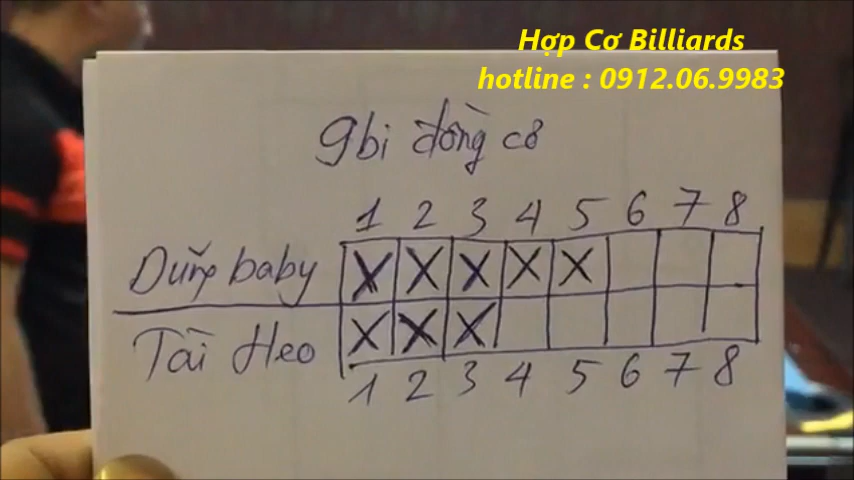 Hợp Cơ Billiards
hotline : 0912.06.9983
9bi đồng cơ
1 2 3 4 5 6 7 8
baby X X X X X
Tài Heo X X X
1 2 3 4 5 6 7 8